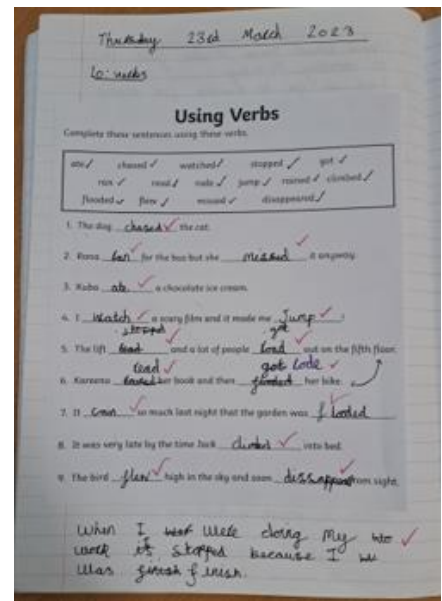 Thursday 23rd March 2023
Lo: verbs
Using Verbs
Complete these sentences using these verbs.
ate chased watched stopped got
ran read rode jump rained climbed
flooded flew missed disappeared
1. The dog chased the cat.
2. Rana ran for the bus but she missed it anyway.
3. Kuba ate a chocolate ice cream.
4. I watch a scary film and it made me Jump.
stopped got
5. The lift and a lot of people out on the fifth floor.
read got rode
6. Kareena her book and then her bike.
7. It so much last night that the garden was flooded
8. It was very late by the time Jack climbed into bed.
9. The bird flew high in the sky and soon from sight.
When I were doing my
work it stopped because I
was finish finish.